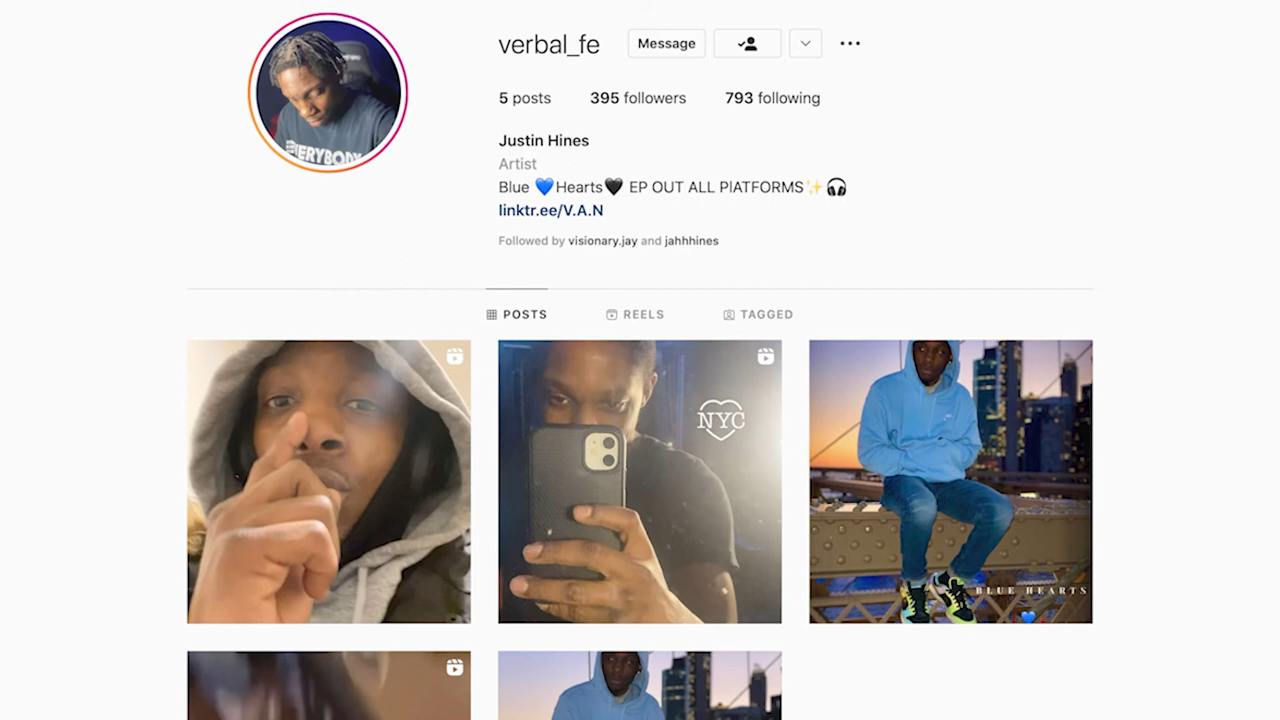 verbal_fe
Message
5 posts 395 followers 793 following
Justin Hines
Artist
Blue 💙Hearts🖤 EP OUT ALL PlATFORMS✨🎧
linktr.ee/V.A.N
Followed by visionary.jay and jahhhines
POSTS REELS TAGGED
NYC
BLUE HEARTS